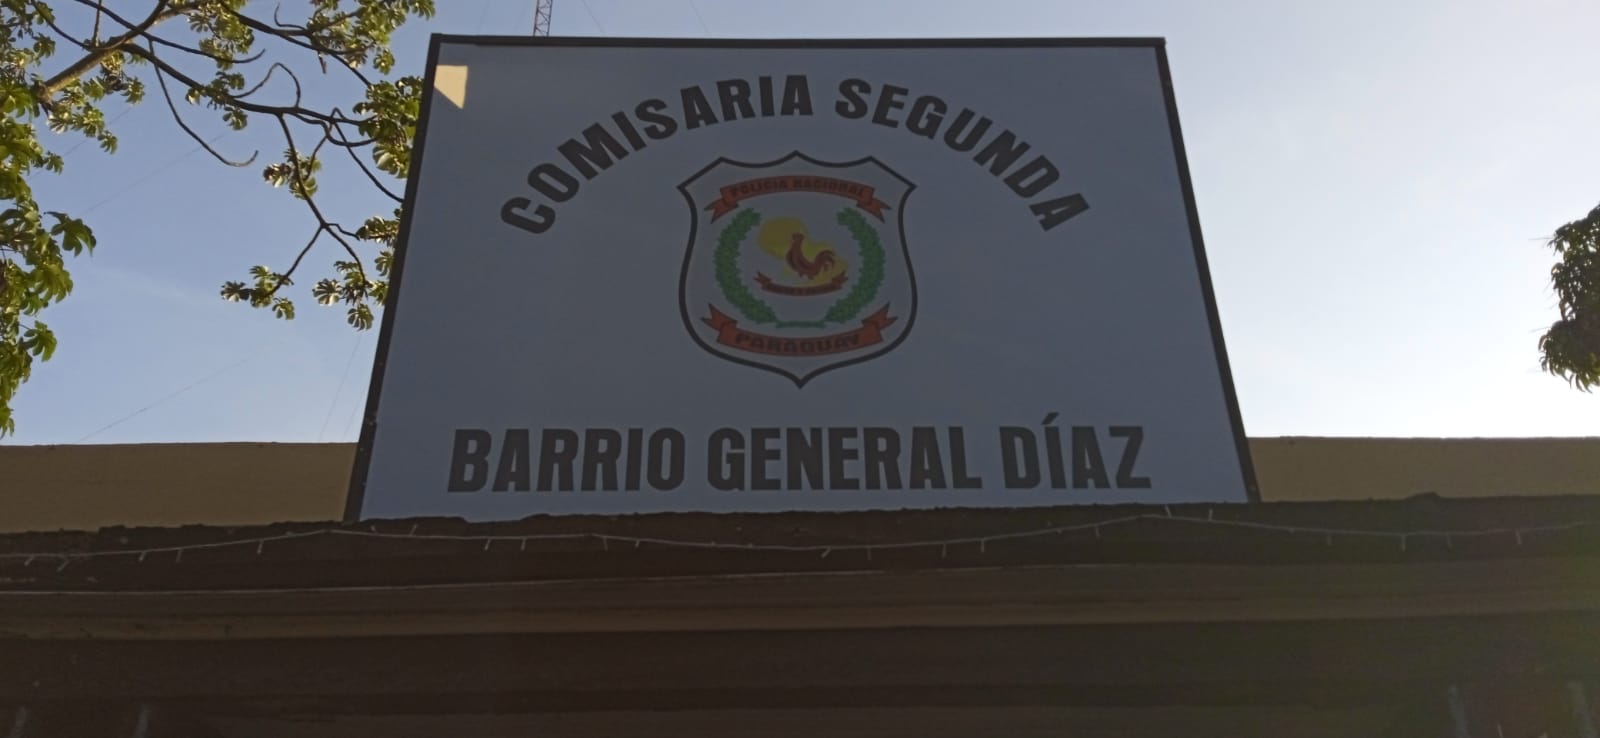 COMISARIA SEGUNDA
POLICIA NACIONAL
PARAGUAY
BARRIO GENERAL DÍAZ